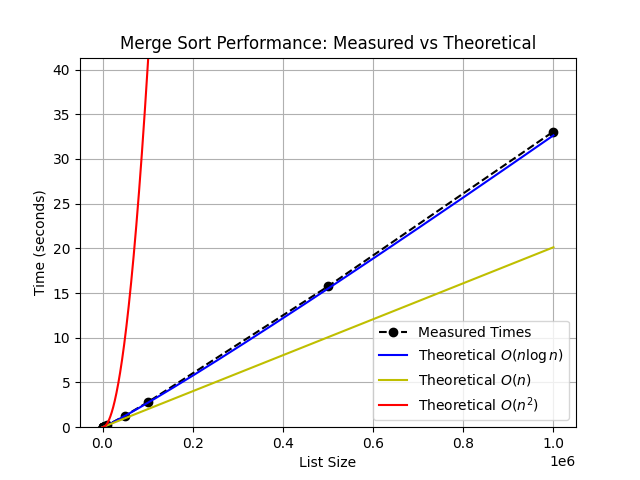 Merge Sort Performance: Measured vs Theoretical
40
35
30
25
20
15
10
5
0
Time (seconds)
Measured Times
Theoretical O(n log n)
Theoretical O(n)
Theoretical O(n²)
0.0 0.2 0.4 0.6 0.8 1.0
1e6
List Size